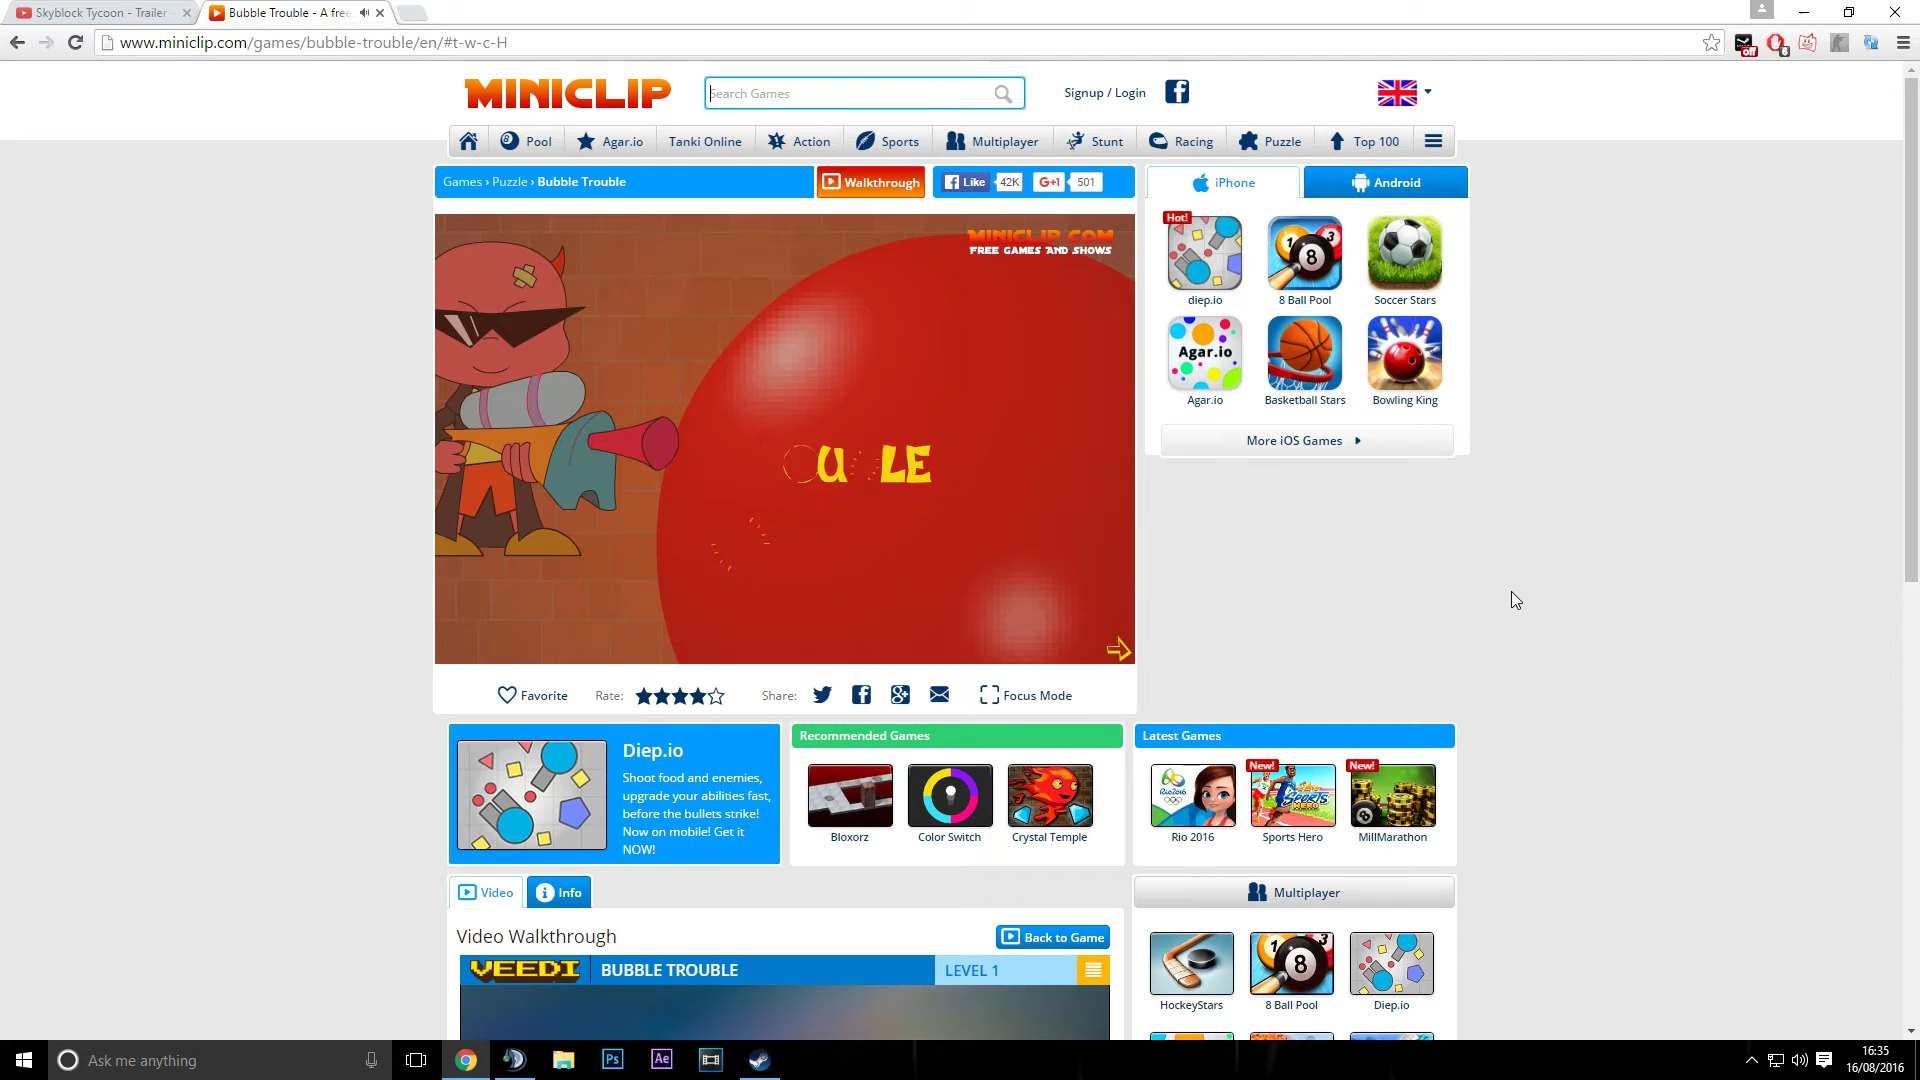 Skyblock Tycoon - Trailer
Bubble Trouble - A free
www.miniclip.com/games/bubble-trouble/en/#t-w-c-H
off
6
MINICLIP
Search Games
Signup / Login
Pool
Agar.io
Tanki Online
Action
Sports
Multiplayer
Stunt
Racing
Puzzle
Top 100
Games › Puzzle › Bubble Trouble
Walkthrough
Like 42K
G+1 501
iPhone
Android
MINICLIP.COM
FREE GAMES AND SHOWS
U LE
Hot!
diep.io
8 Ball Pool
Soccer Stars
Agar.io
Agar.io
Basketball Stars
Bowling King
More iOS Games
Favorite
Rate:
Share:
Focus Mode
Diep.io
Shoot food and enemies,
upgrade your abilities fast,
before the bullets strike!
Now on mobile! Get it
NOW!
Recommended Games
Bloxorz
Color Switch
Crystal Temple
Latest Games
New!
New!
Rio 2016
Sports Hero
MillMarathon
Video
Info
Multiplayer
Video Walkthrough
Back to Game
VEEDI
BUBBLE TROUBLE
LEVEL 1
HockeyStars
8 Ball Pool
Diep.io
Ask me anything
Ps
Ae
16:35
16/08/2016